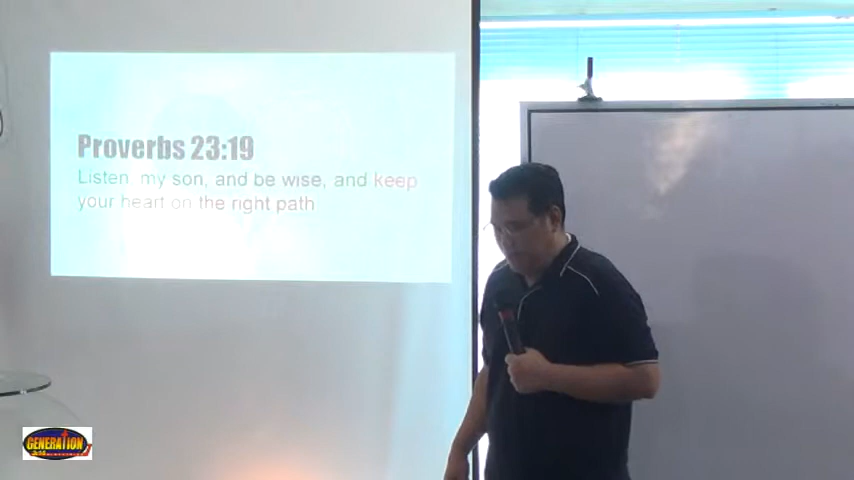 Proverbs 23:19
Listen, my son, and be wise, and keep
your heart on the right path
GENERATION